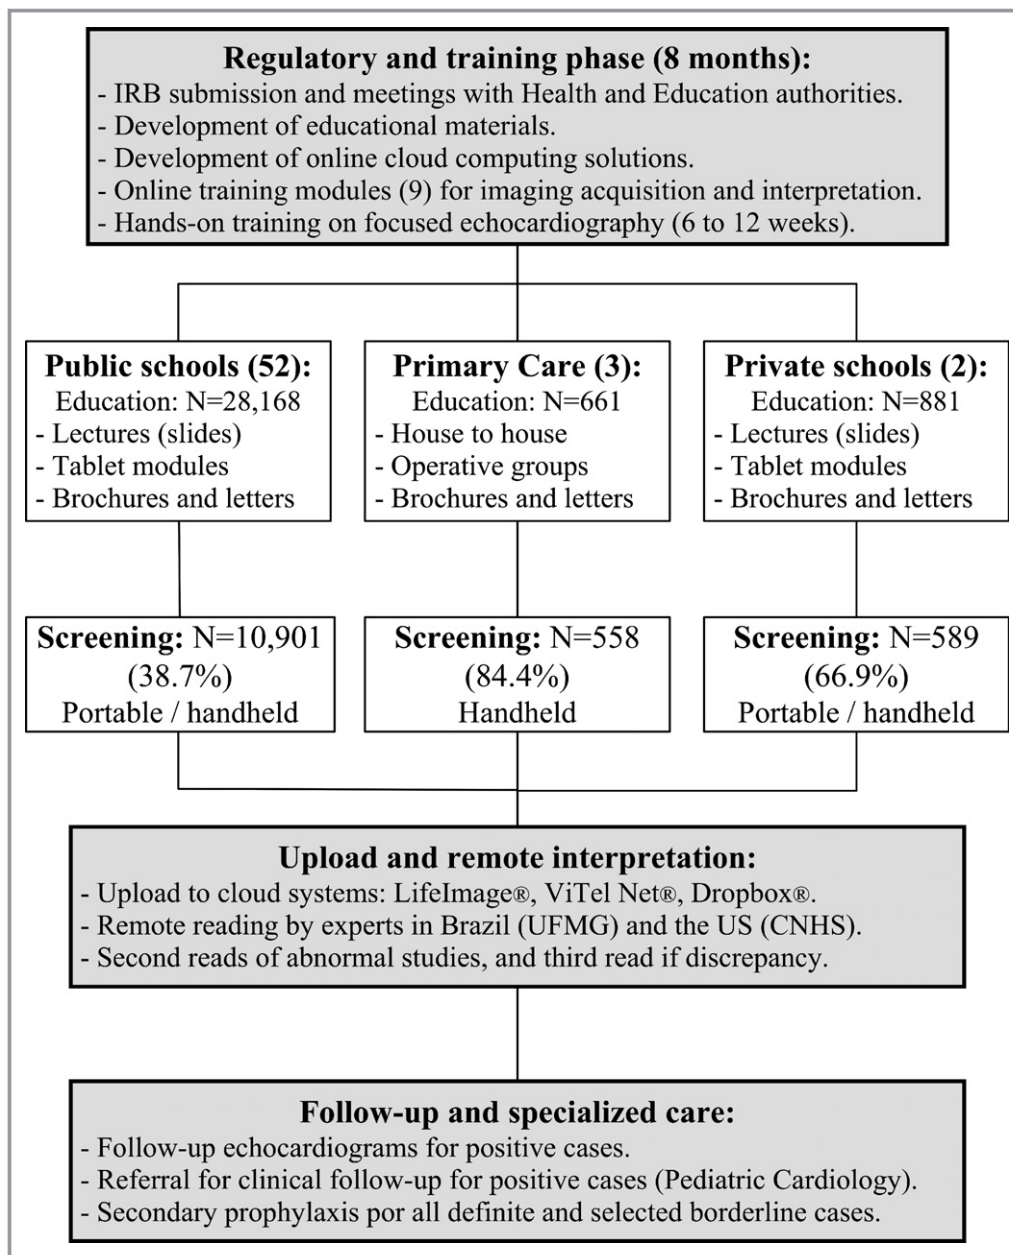 Regulatory and training phase (8 months):
- IRB submission and meetings with Health and Education authorities.
- Development of educational materials.
- Development of online cloud computing solutions.
- Online training modules (9) for imaging acquisition and interpretation.
- Hands-on training on focused echocardiography (6 to 12 weeks).
Public schools (52):
Education: N=28,168
- Lectures (slides)
- Tablet modules
- Brochures and letters
Primary Care (3):
Education: N=661
- House to house
- Operative groups
- Brochures and letters
Private schools (2):
Education: N=881
- Lectures (slides)
- Tablet modules
- Brochures and letters
Screening: N=10,901
(38.7%)
Portable / handheld
Screening: N=558
(84.4%)
Handheld
Screening: N=589
(66.9%)
Portable / handheld
Upload and remote interpretation:
- Upload to cloud systems: LifeImage®, ViTel Net®, Dropbox®.
- Remote reading by experts in Brazil (UFMG) and the US (CNHS).
- Second reads of abnormal studies, and third read if discrepancy.
Follow-up and specialized care:
- Follow-up echocardiograms for positive cases.
- Referral for clinical follow-up for positive cases (Pediatric Cardiology).
- Secondary prophylaxis por all definite and selected borderline cases.